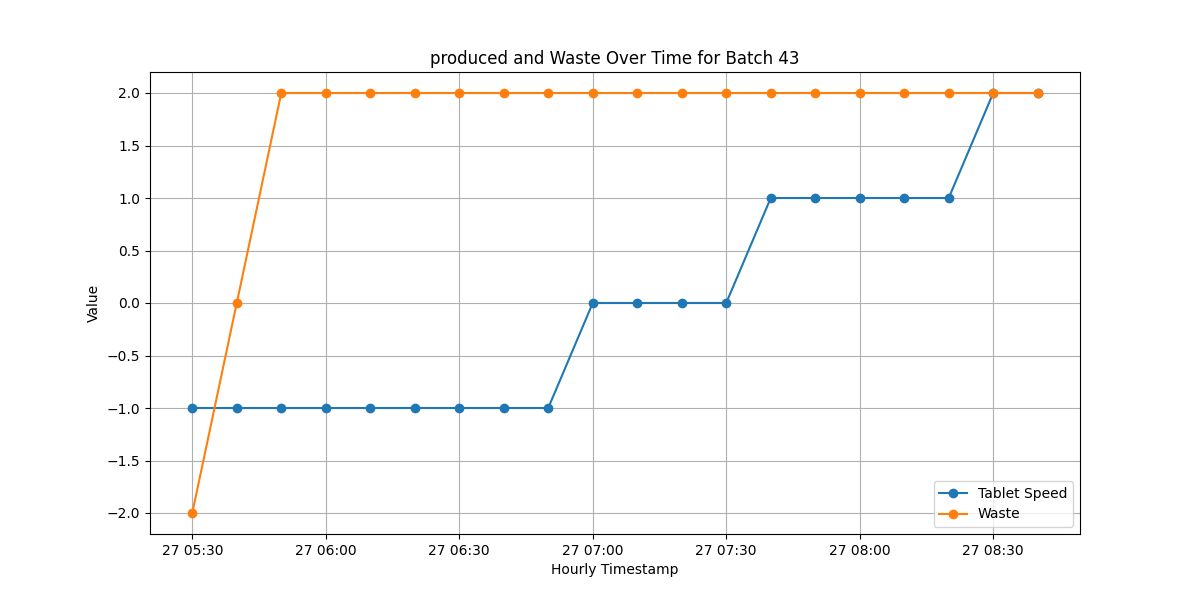 produced and Waste Over Time for Batch 43
2.0
1.5
1.0
0.5
0.0
−0.5
−1.0
−1.5
−2.0
Value
Tablet Speed
Waste
27 05:30 27 06:00 27 06:30 27 07:00 27 07:30 27 08:00 27 08:30
Hourly Timestamp